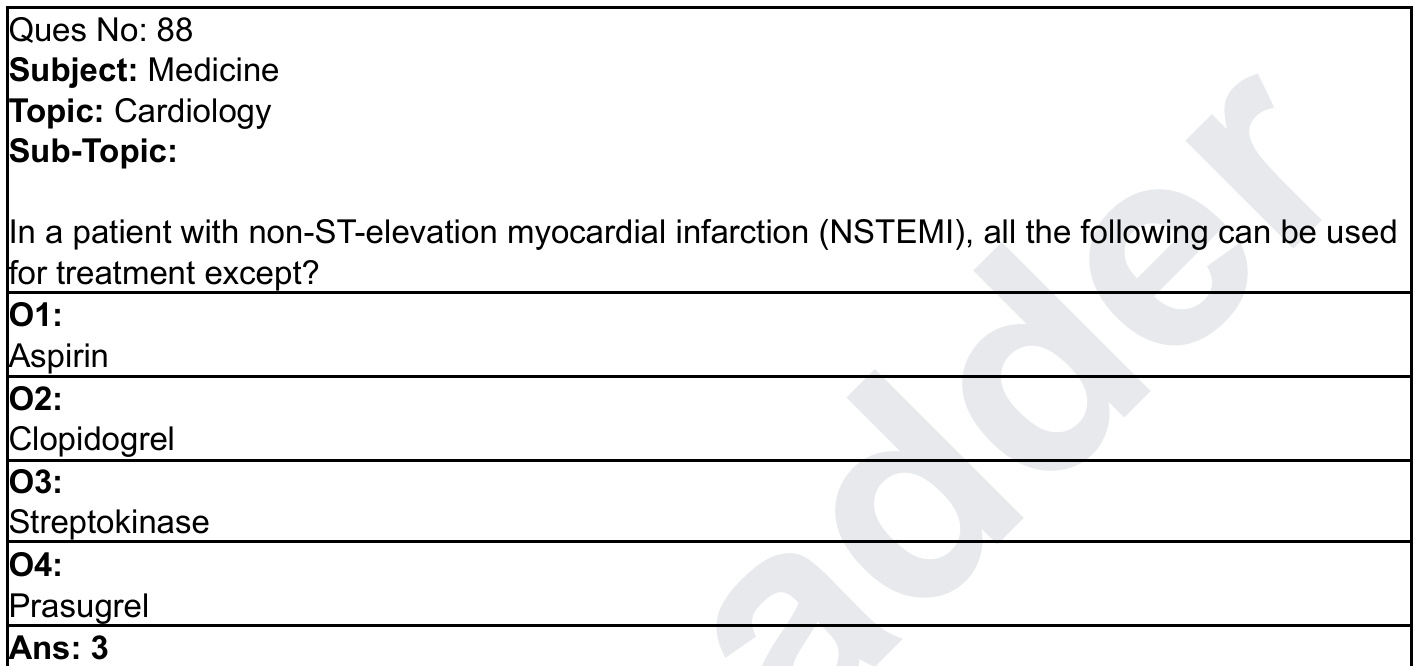 Ques No: 88
Subject: Medicine
Topic: Cardiology
Sub-Topic:
In a patient with non-ST-elevation myocardial infarction (NSTEMI), all the following can be used
for treatment except?
O1:
Aspirin
O2:
Clopidogrel
O3:
Streptokinase
O4:
Prasugrel
Ans: 3
adder